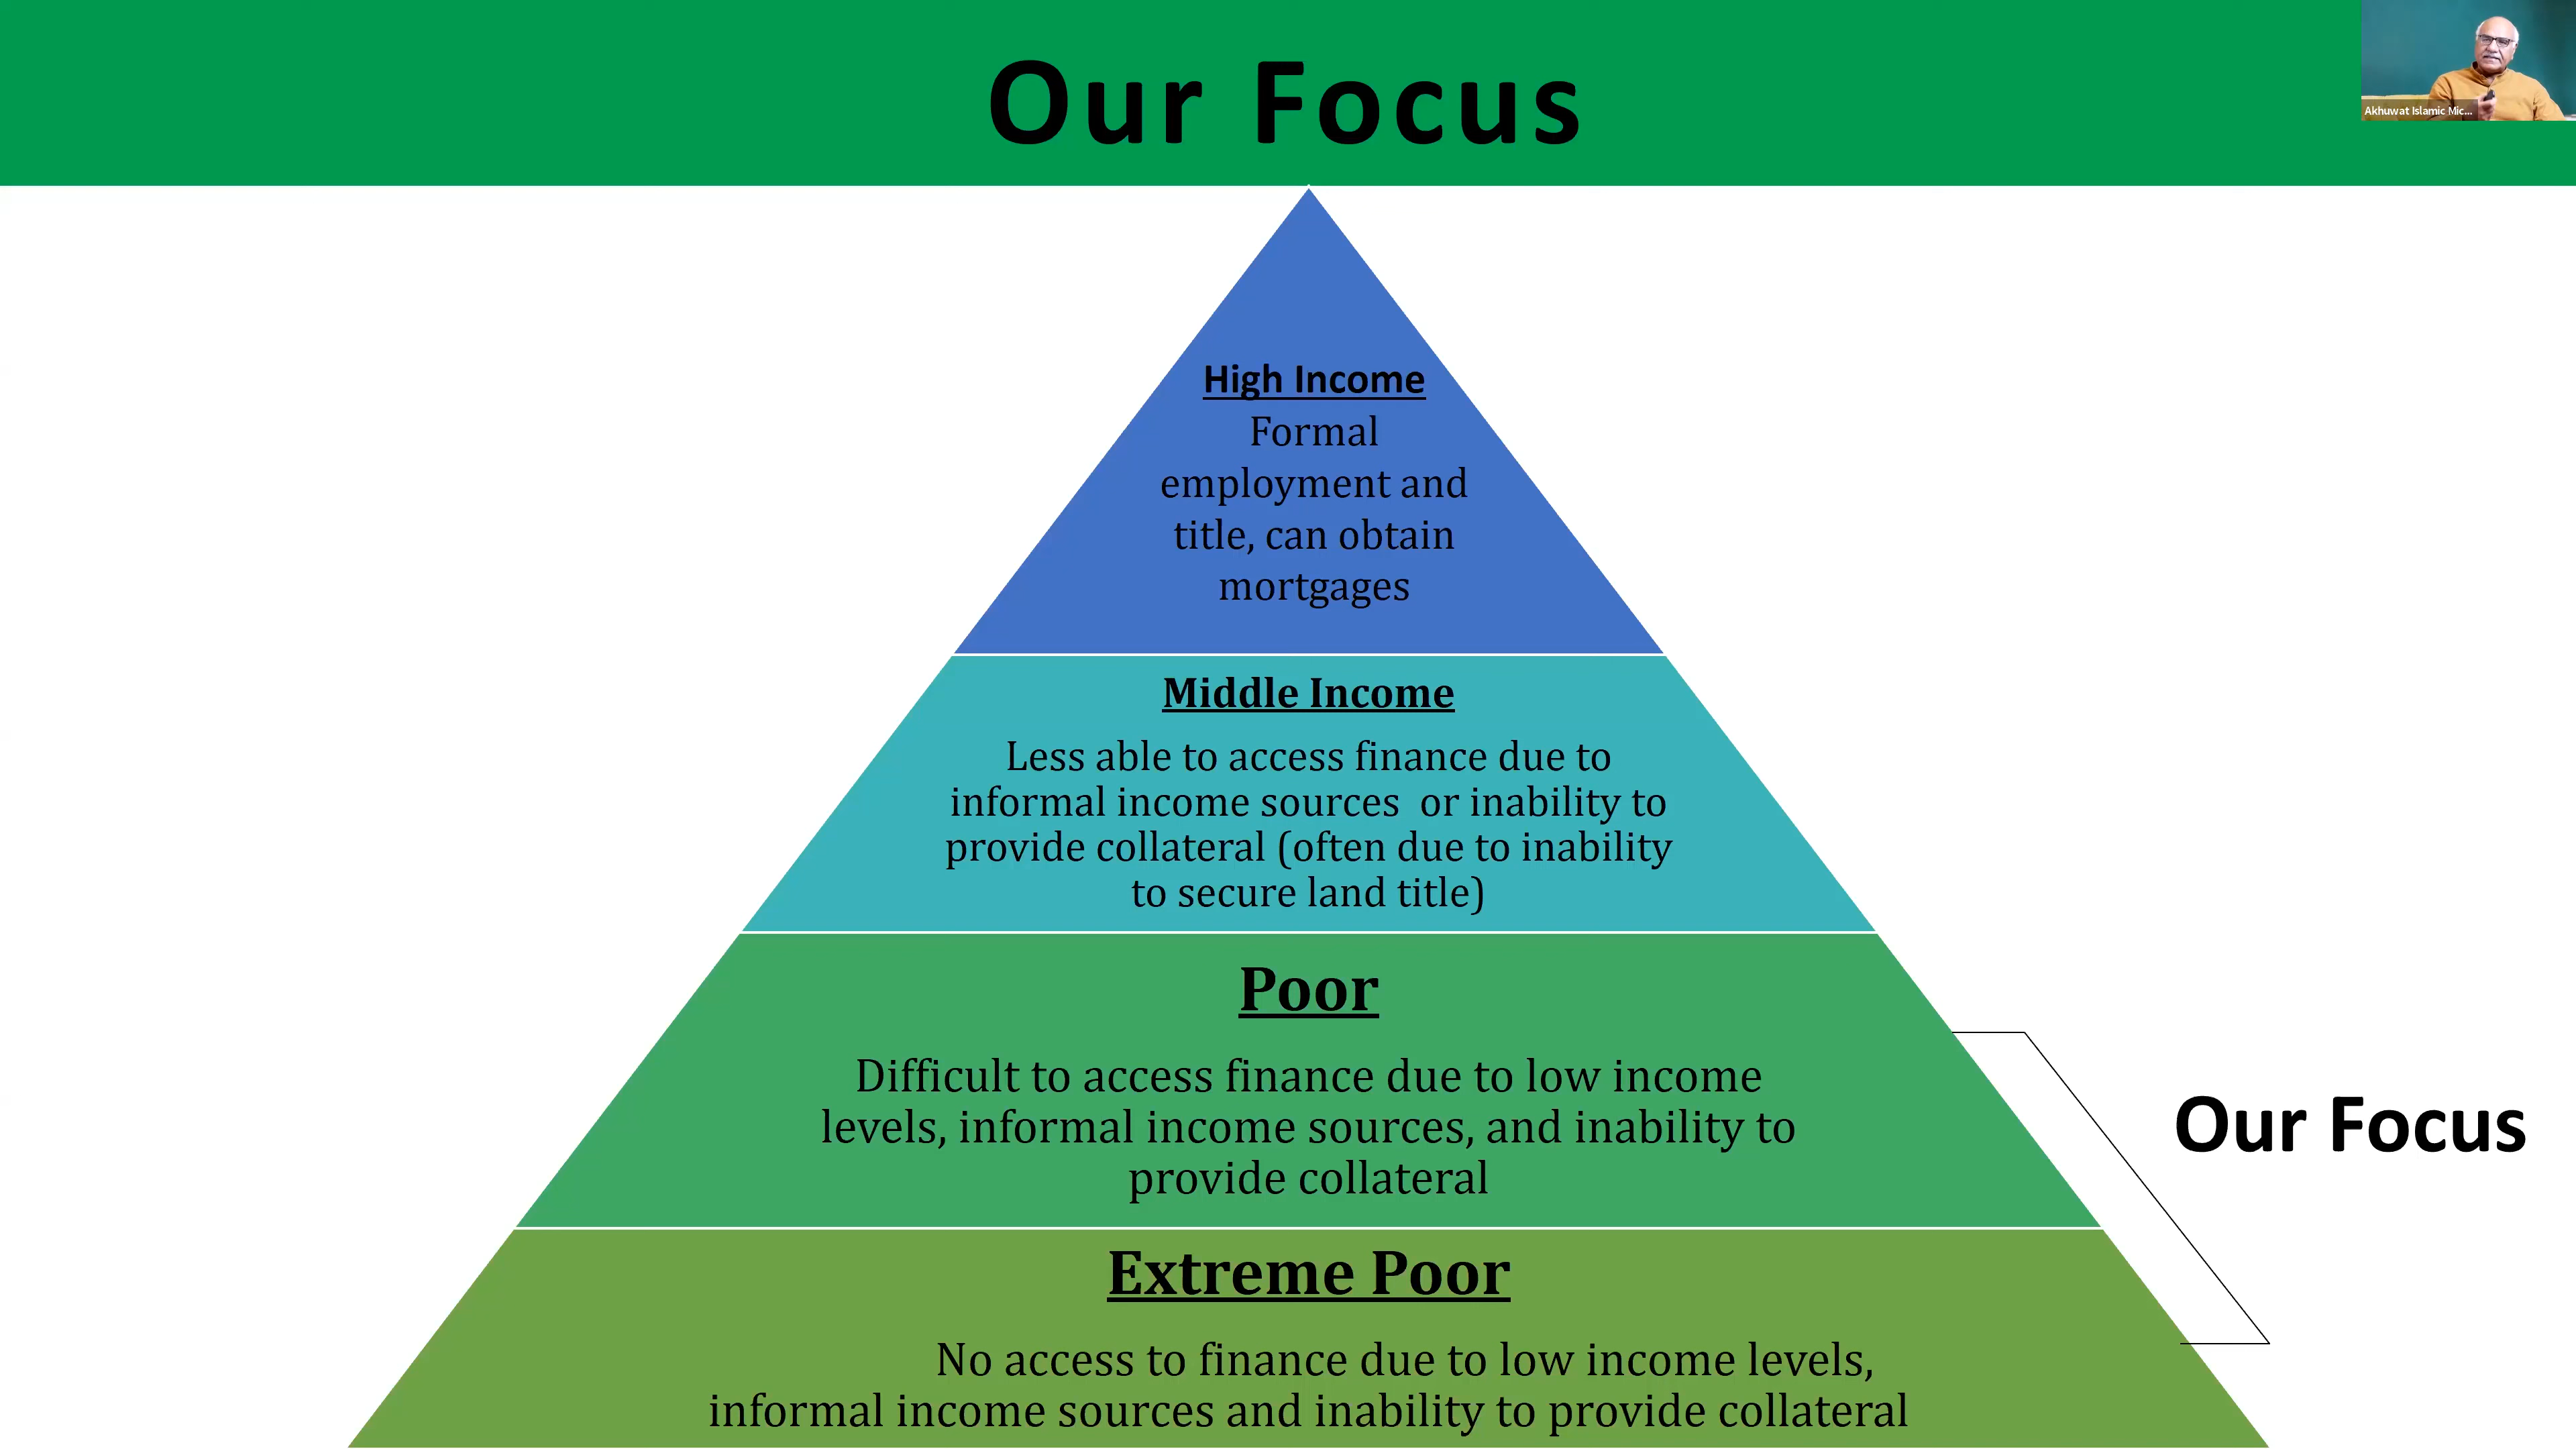 Our Focus
Akhuwat Islamic Mic...
High Income
Formal
employment and
title, can obtain
mortgages
Middle Income
Less able to access finance due to
informal income sources  or inability to
provide collateral (often due to inability
to secure land title)
Poor
Difficult to access finance due to low income
levels, informal income sources, and inability to
provide collateral
Our Focus
Extreme Poor
No access to finance due to low income levels,
informal income sources and inability to provide collateral